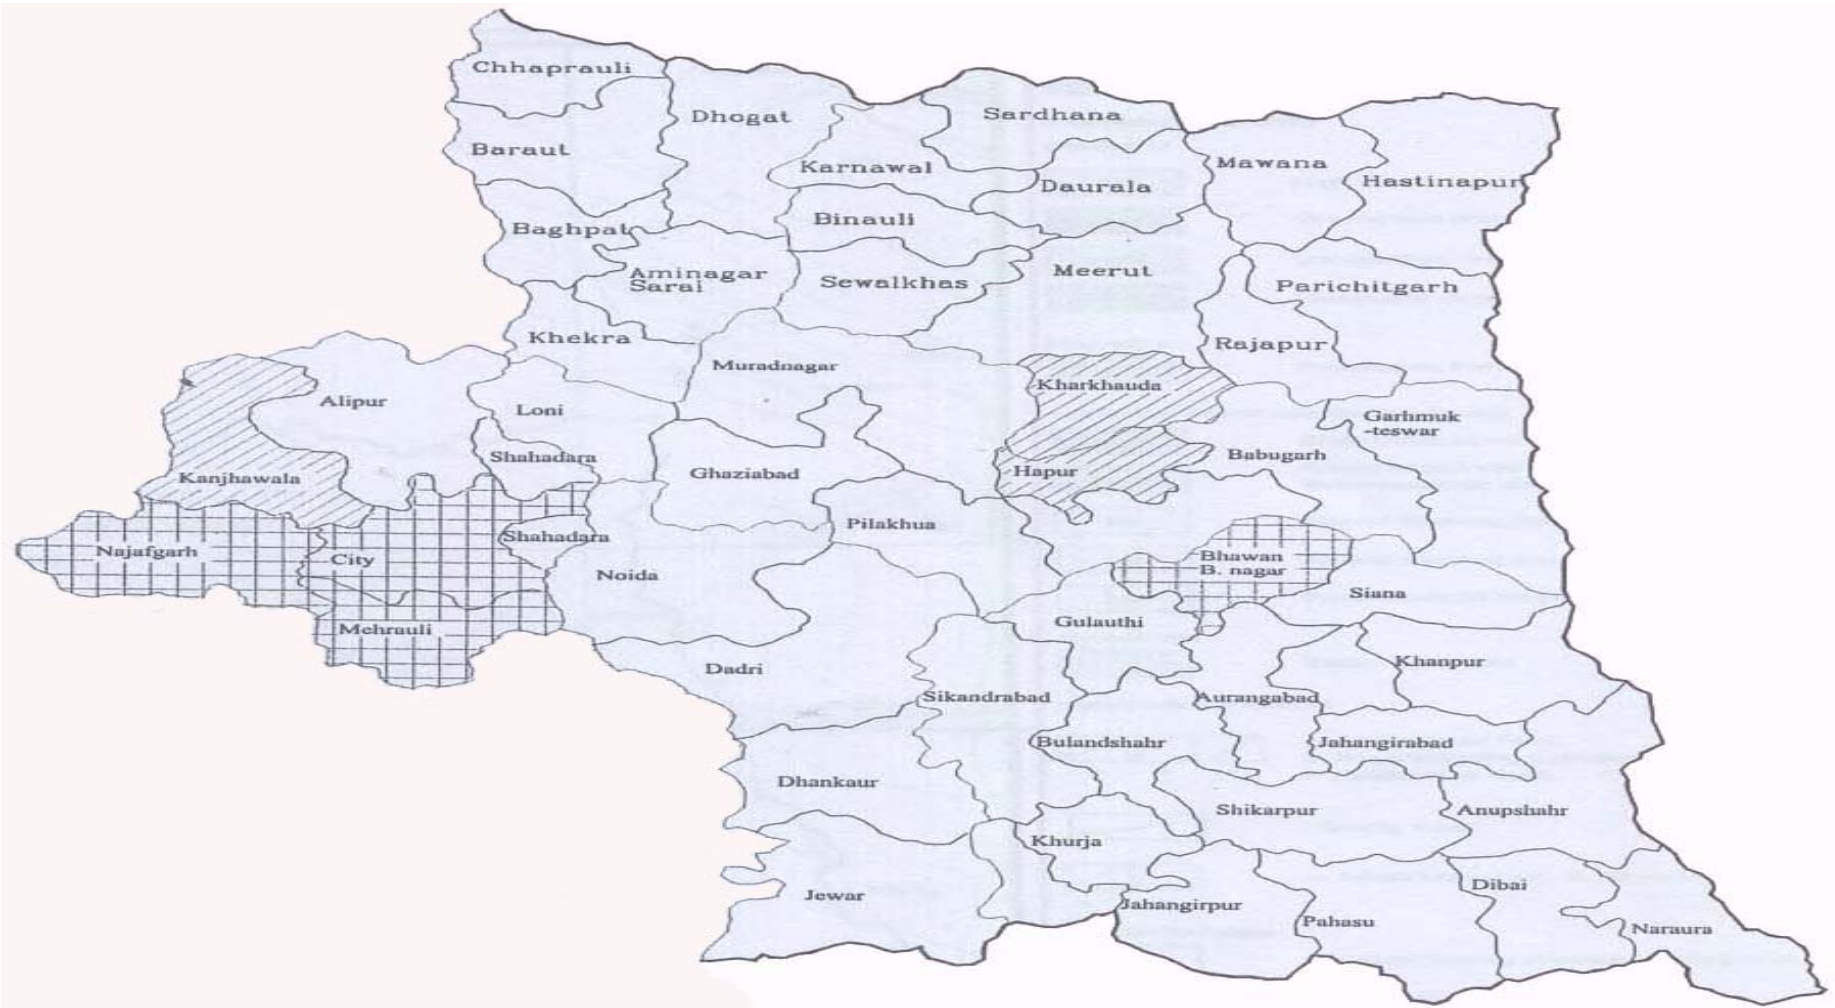 Chhaprauli
Dhogat
Sardhana
Baraut
Karnawal
Mawana
Daurala
Hastinapur
Baghpat
Binauli
Aminagar
Sarai
Sewalkhas
Meerut
Parichitgarh
Khekra
Rajapur
Muradnagar
Kharkhauda
Alipur
Loni
Garhmuk
-teswar
Shahadara
Babugarh
Kanjhawala
Ghaziabad
Hapur
Pilakhua
Shahadara
Najafgarh
City
Bhawan
B. nagar
Noida
Siana
Gulauthi
Mehrauli
Dadri
Khanpur
Sikandrabad
Aurangabad
Bulandshahr
Jahangirabad
Dhankaur
Shikarpur
Anupshahr
Khurja
Jewar
Dibai
Jahangirpur
Pahasu
Naraura